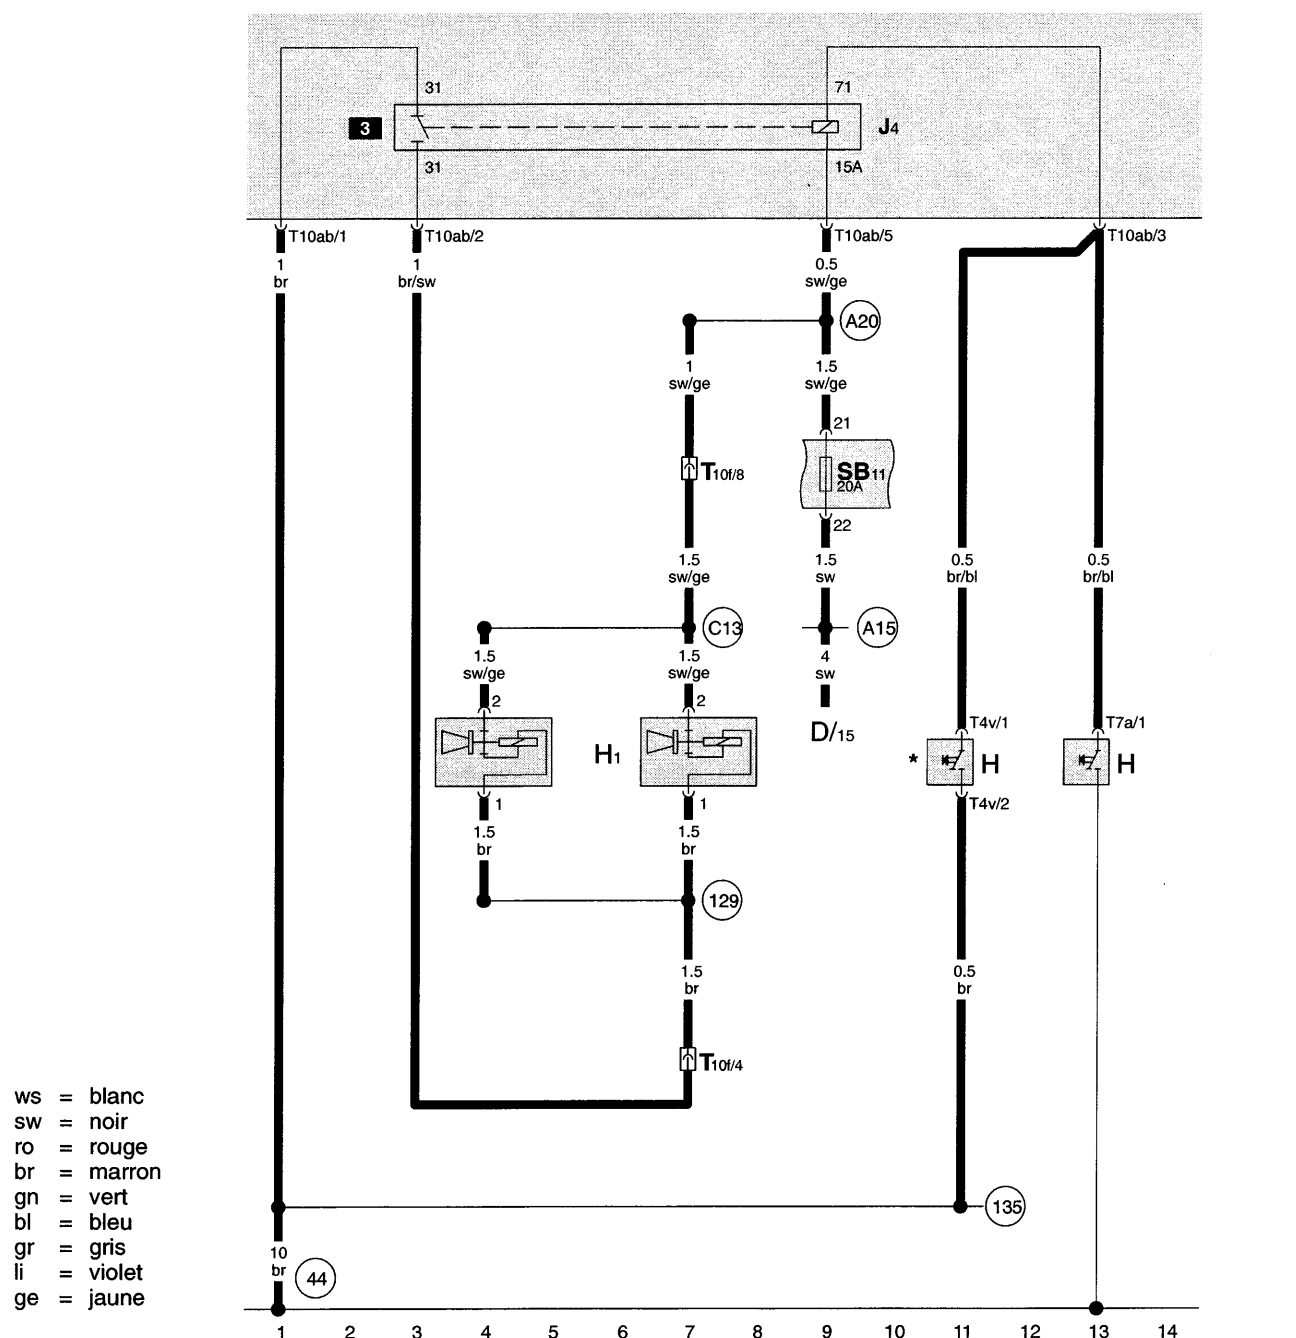 31
71
3
J4
31
15A
T10ab/1
T10ab/2
T10ab/5
T10ab/3
1
br
1
br/sw
0.5
sw/ge
A20
1
sw/ge
1.5
sw/ge
21
T10f/8
SB11
20A
22
1.5
sw/ge
1.5
sw
0.5
br/bl
0.5
br/bl
C13
A15
1.5
sw/ge
1.5
sw/ge
4
sw
2
2
D/15
T4v/1
T7a/1
H1
*
H
H
1
1
T4v/2
1.5
br
1.5
br
129
1.5
br
0.5
br
T10f/4
ws = blanc
sw = noir
ro = rouge
br = marron
gn = vert
bl = bleu
gr = gris
li = violet
ge = jaune
135
10
br
44
1 2 3 4 5 6 7 8 9 10 11 12 13 14